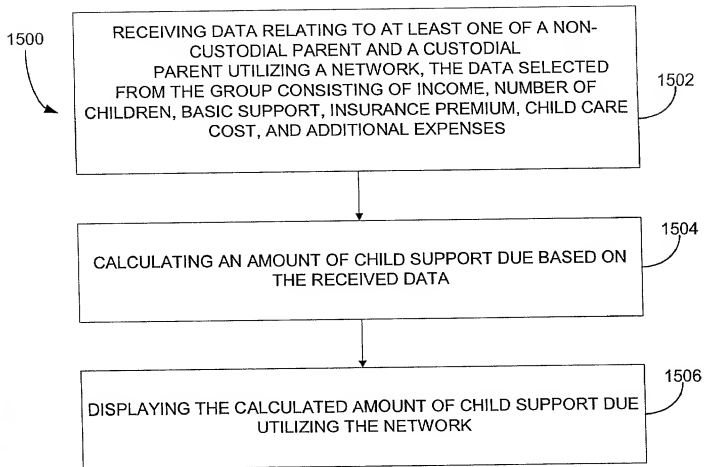 1500
RECEIVING DATA RELATING TO AT LEAST ONE OF A NON-
CUSTODIAL PARENT AND A CUSTODIAL
PARENT UTILIZING A NETWORK, THE DATA SELECTED
FROM THE GROUP CONSISTING OF INCOME, NUMBER OF
CHILDREN, BASIC SUPPORT, INSURANCE PREMIUM, CHILD CARE
COST, AND ADDITIONAL EXPENSES
1502
CALCULATING AN AMOUNT OF CHILD SUPPORT DUE BASED ON
THE RECEIVED DATA
1504
DISPLAYING THE CALCULATED AMOUNT OF CHILD SUPPORT DUE
UTILIZING THE NETWORK
1506